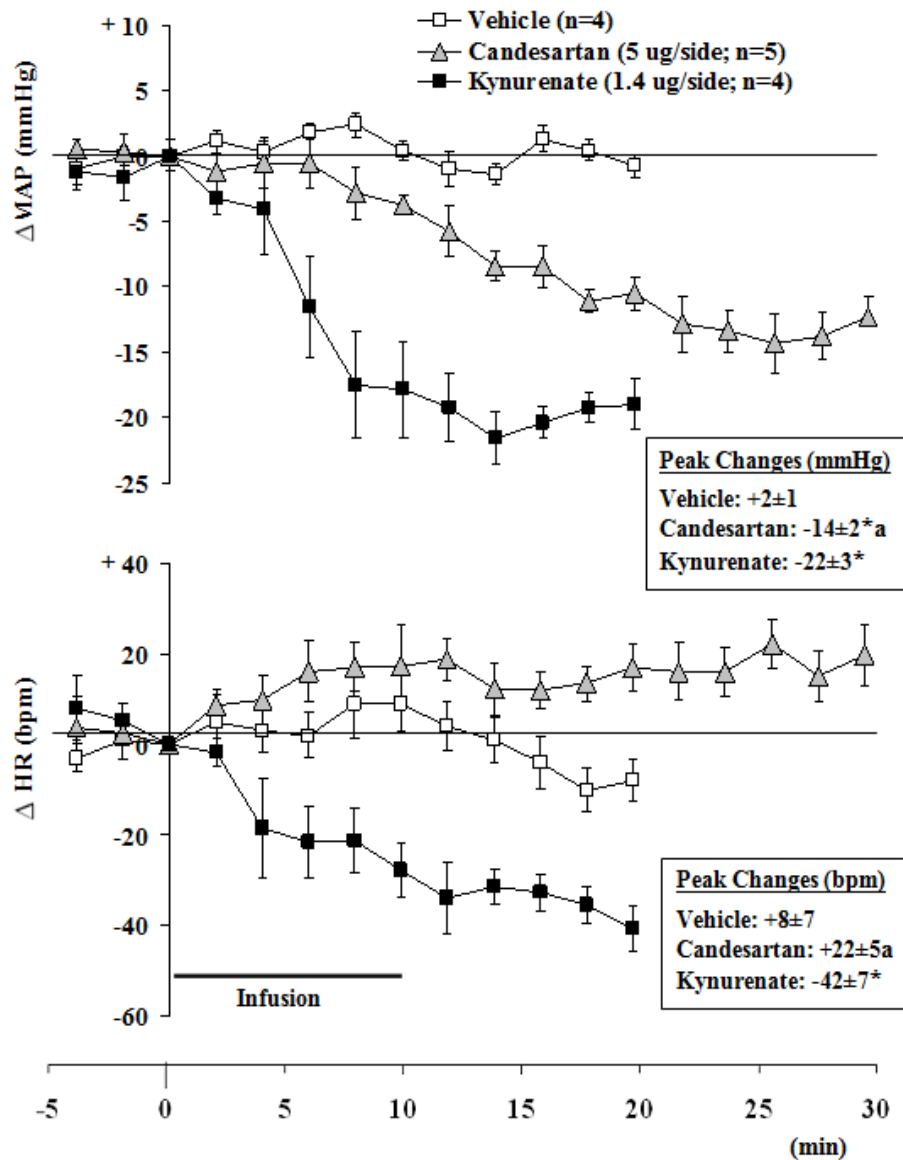 Vehicle (n=4)
Candesartan (5 ug/side; n=5)
Kynurenate (1.4 ug/side; n=4)
Δ MAP (mmHg)
+ 10
5
0
-5
-10
-15
-20
-25
Peak Changes (mmHg)
Vehicle: +2±1
Candesartan: -14±2*a
Kynurenate: -22±3*
Δ HR (bpm)
+ 40
20
0
-20
-40
-60
Peak Changes (bpm)
Vehicle: +8±7
Candesartan: +22±5a
Kynurenate: -42±7*
Infusion
-5 0 5 10 15 20 25 30
(min)